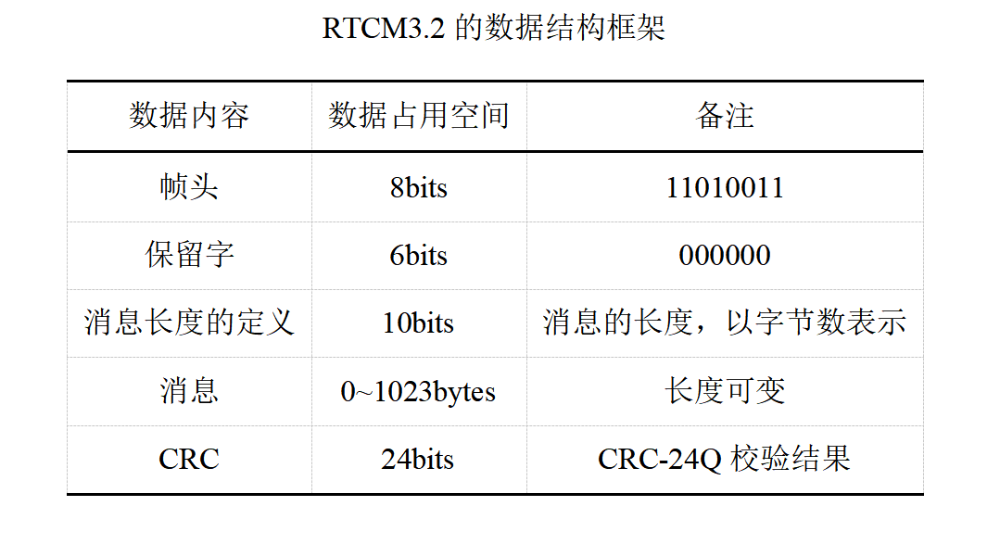 RTCM3.2 的数据结构框架
数据内容 数据占用空间 备注
帧头 8bits 11010011
保留字 6bits 000000
消息长度的定义 10bits 消息的长度，以字节数表示
消息 0~1023bytes 长度可变
CRC 24bits CRC-24Q 校验结果